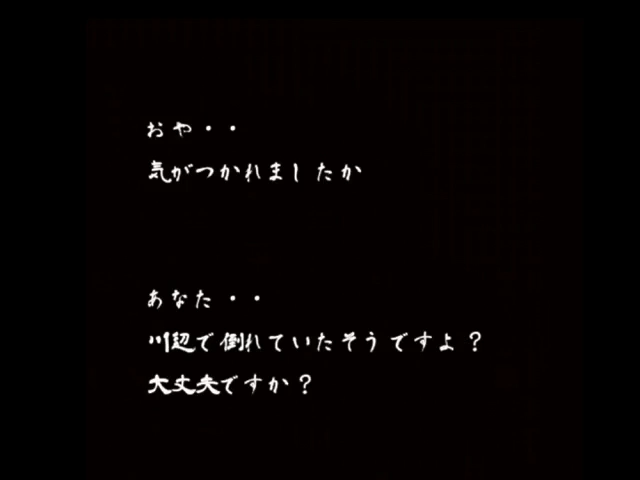 おや・・
気がつかれましたか
あなた・・
川辺で倒れていたそうですよ？
大丈夫ですか？